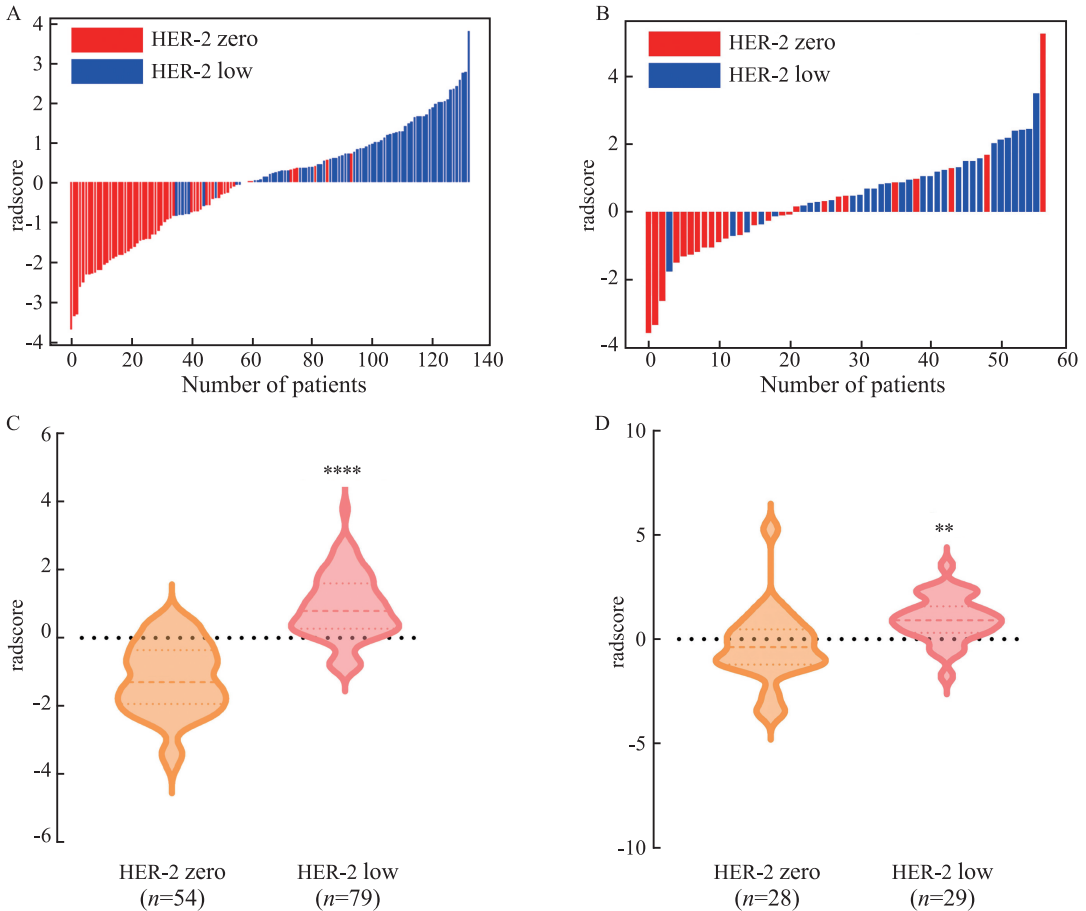 A
4
3
2
1
0
-1
-2
-3
-4
radscore
HER-2 zero
HER-2 low
0
20
40
60
80
100
120
140
Number of patients
B
4
2
0
-2
-4
radscore
HER-2 zero
HER-2 low
0
10
20
30
40
50
60
Number of patients
C
6
4
2
0
-2
-4
-6
radscore
****
HER-2 zero
(n=54)
HER-2 low
(n=79)
D
10
5
0
-5
-10
radscore
**
HER-2 zero
(n=28)
HER-2 low
(n=29)